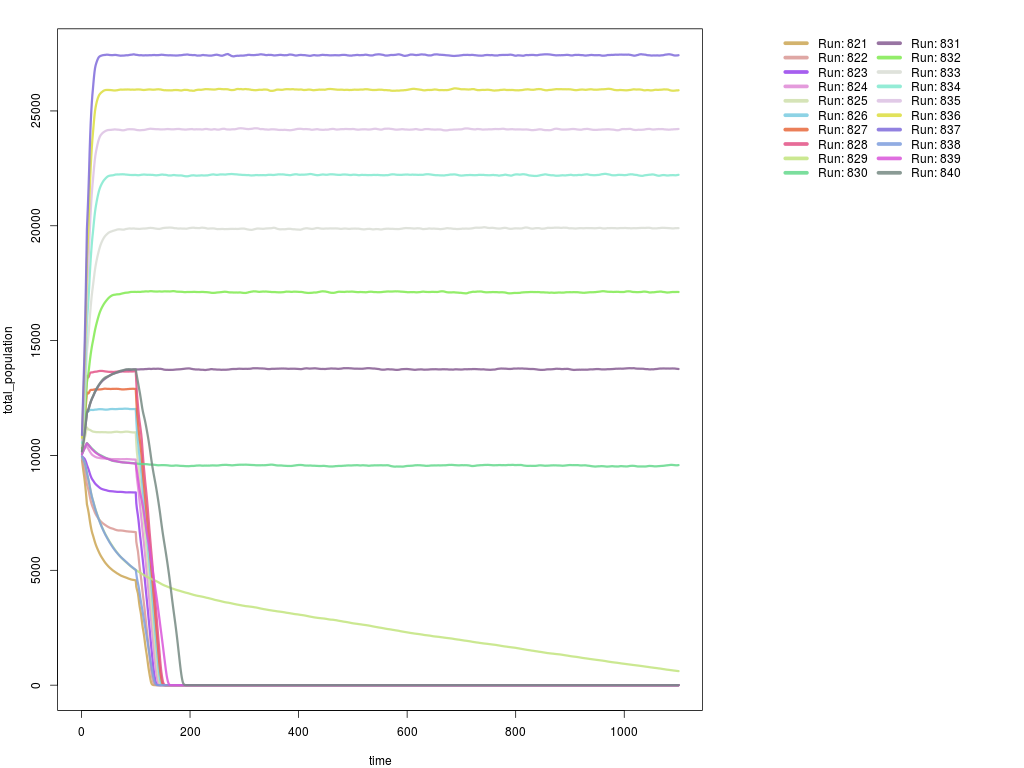 total_population
25000
20000
15000
10000
5000
0
0 200 400 600 800 1000
time
Run: 821 Run: 831
Run: 822 Run: 832
Run: 823 Run: 833
Run: 824 Run: 834
Run: 825 Run: 835
Run: 826 Run: 836
Run: 827 Run: 837
Run: 828 Run: 838
Run: 829 Run: 839
Run: 830 Run: 840